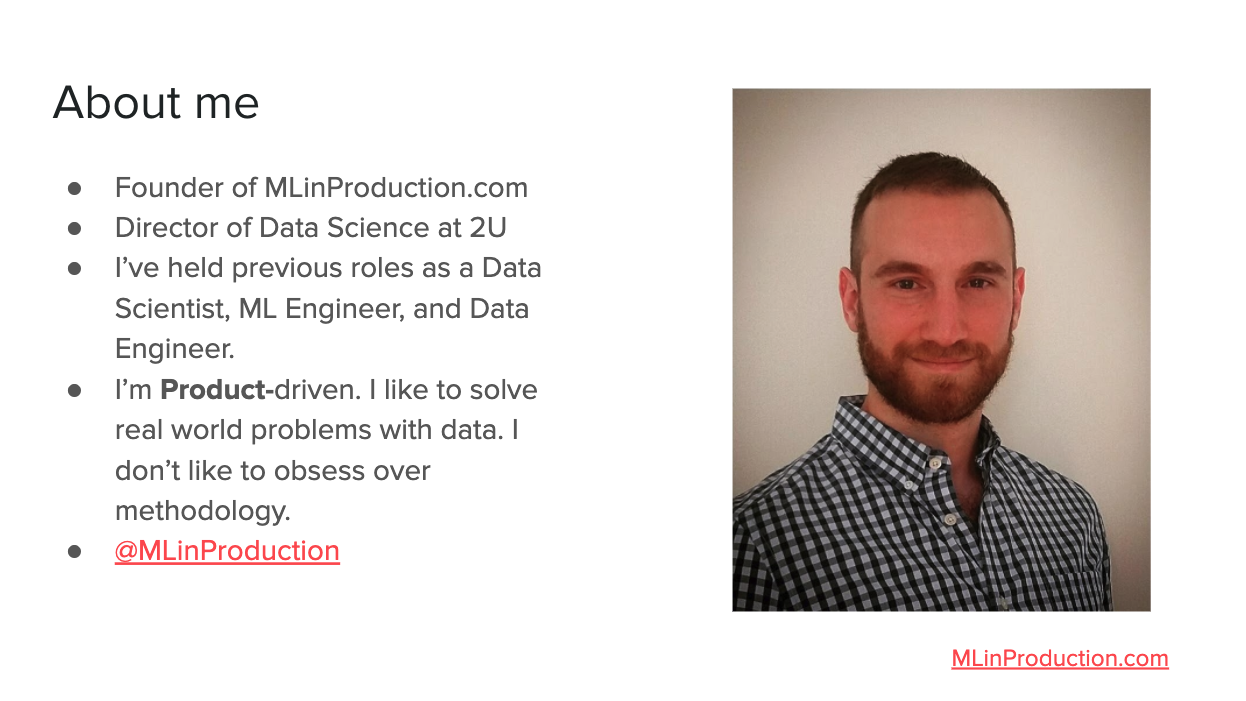 About me
● Founder of MLinProduction.com
● Director of Data Science at 2U
● I’ve held previous roles as a Data
Scientist, ML Engineer, and Data
Engineer.
● I’m Product-driven. I like to solve
real world problems with data. I
don’t like to obsess over
methodology.
● @MLinProduction
MLinProduction.com